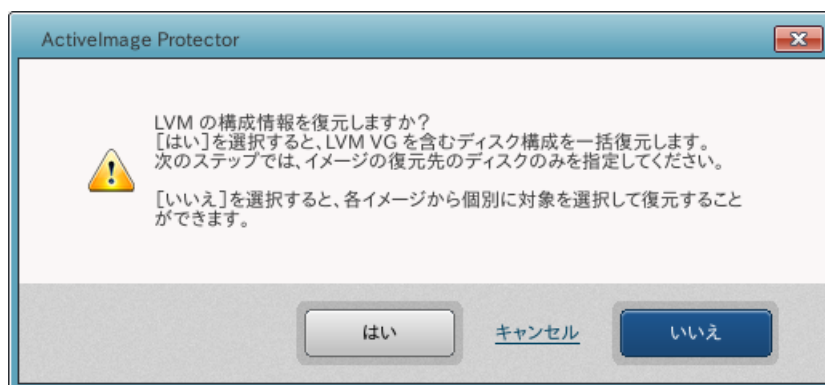 ActiveImage Protector
LVM の構成情報を復元しますか？
［はい］を選択すると、LVM VG を含むディスク構成を一括復元します。
次のステップでは、イメージの復元先のディスクのみを指定してください。
［いいえ］を選択すると、各イメージから個別に対象を選択して復元すること
ができます。
はい
キャンセル
いいえ